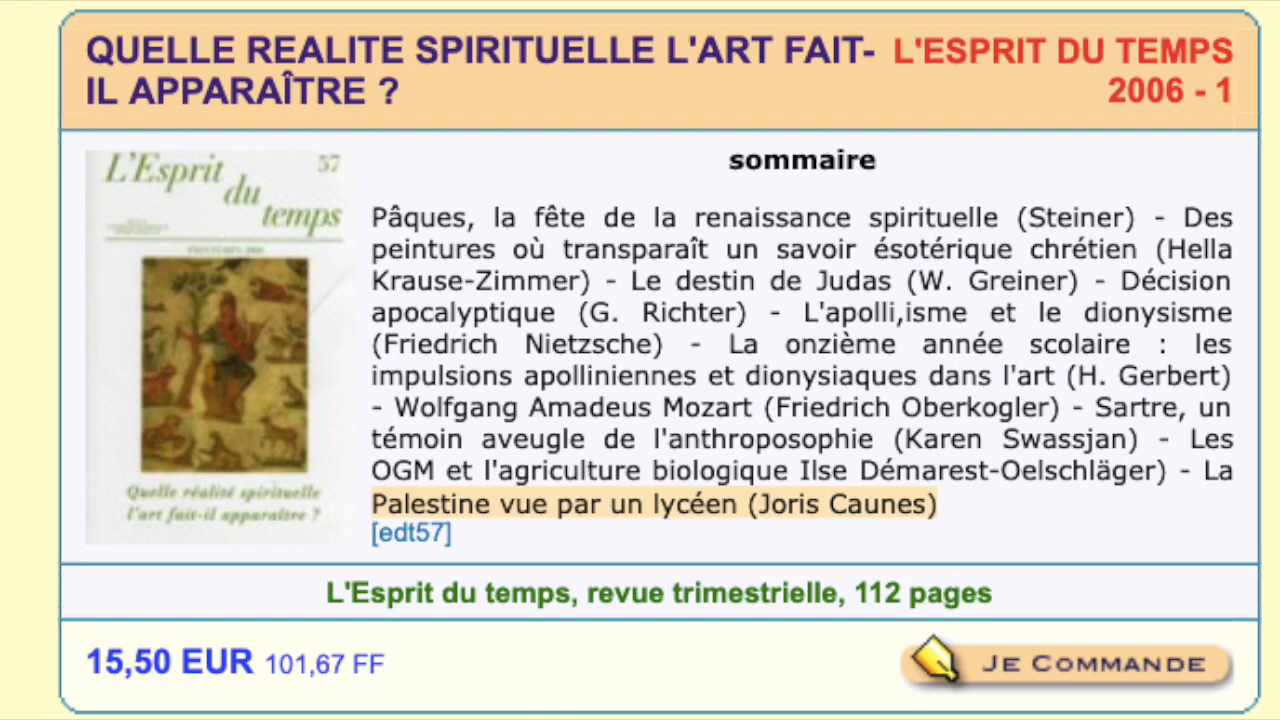 QUELLE REALITE SPIRITUELLE L'ART FAIT-
IL APPARAÎTRE ?
L'ESPRIT DU TEMPS
2006 - 1
L'Esprit
du
temps
57
Quelle réalité spirituelle
l'art fait-il apparaître ?
sommaire
Pâques, la fête de la renaissance spirituelle (Steiner) - Des
peintures où transparaît un savoir ésotérique chrétien (Hella
Krause-Zimmer) - Le destin de Judas (W. Greiner) - Décision
apocalyptique (G. Richter) - L'apolli,isme et le dionysisme
(Friedrich Nietzsche) - La onzième année scolaire : les
impulsions apolliniennes et dionysiaques dans l'art (H. Gerbert)
- Wolfgang Amadeus Mozart (Friedrich Oberkogler) - Sartre, un
témoin aveugle de l'anthroposophie (Karen Swassjan) - Les
OGM et l'agriculture biologique Ilse Démarest-Oelschläger) - La
Palestine vue par un lycéen (Joris Caunes)
[edt57]
L'Esprit du temps, revue trimestrielle, 112 pages
15,50 EUR 101,67 FF
JE COMMANDE